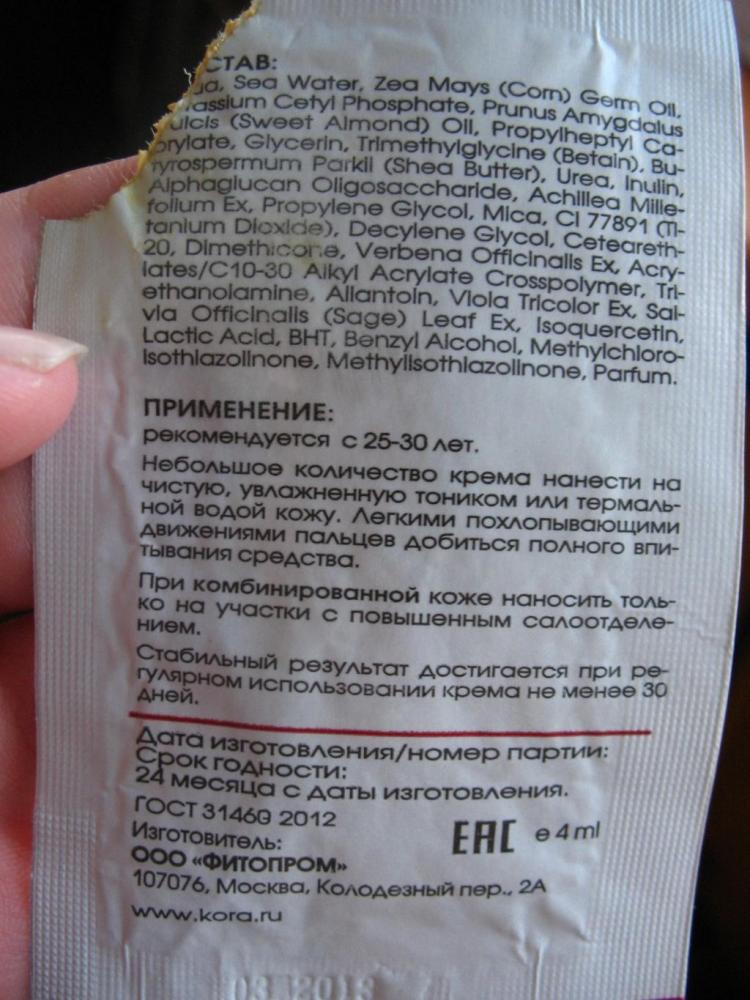 СТАВ:
ua, Sea Water, Zea Mays (Corn) Germ Oil,
assium Cetyl Phosphate, Prunus Amygdalus
ulcis (Sweet Almond) Oil, Propylheptyl Ca-
prylate, Glycerin, Trimethylglycine (Betain), Bu-
tyrospermum Parkii (Shea Butter), Urea, Inulin,
Alphaglucan Oligosaccharide, Achillea Mille-
folium Ex, Propylene Glycol, Mica, CI 77891 (Ti-
tanium Dioxide), Decylene Glycol, Ceteareth-
20, Dimethicone, Verbena Officinalis Ex, Acry-
lates/C10-30 Alkyl Acrylate Crosspolymer, Tri-
ethanolamine, Allantoin, Viola Tricolor Ex, Sal-
via Officinalis (Sage) Leaf Ex, Isoquercetin,
Lactic Acid, BHT, Benzyl Alcohol, Methylchloro-
isothiazolinone, Methylisothiazolinone, Parfum.
ПРИМЕНЕНИЕ:
рекомендуется с 25-30 лет.
Небольшое количество крема нанести на
чистую, увлажненную тоником или термаль-
ной водой кожу. Легкими похлопывающими
движениями пальцев добиться полного впи-
тывания средства.
При комбинированной коже наносить толь-
ко на участки с повышенным салоотделе-
нием.
Стабильный результат достигается при ре-
гулярном использовании крема не менее 30
дней.
Дата изготовления/номер партии:
Срок годности:
24 месяца с даты изготовления.
ГОСТ 31460 2012
Изготовитель:
ООО «ФИТОПРОМ»
EAC e 4 ml
107076, Москва, Колодезный пер., 2А
www.kora.ru
03 2018